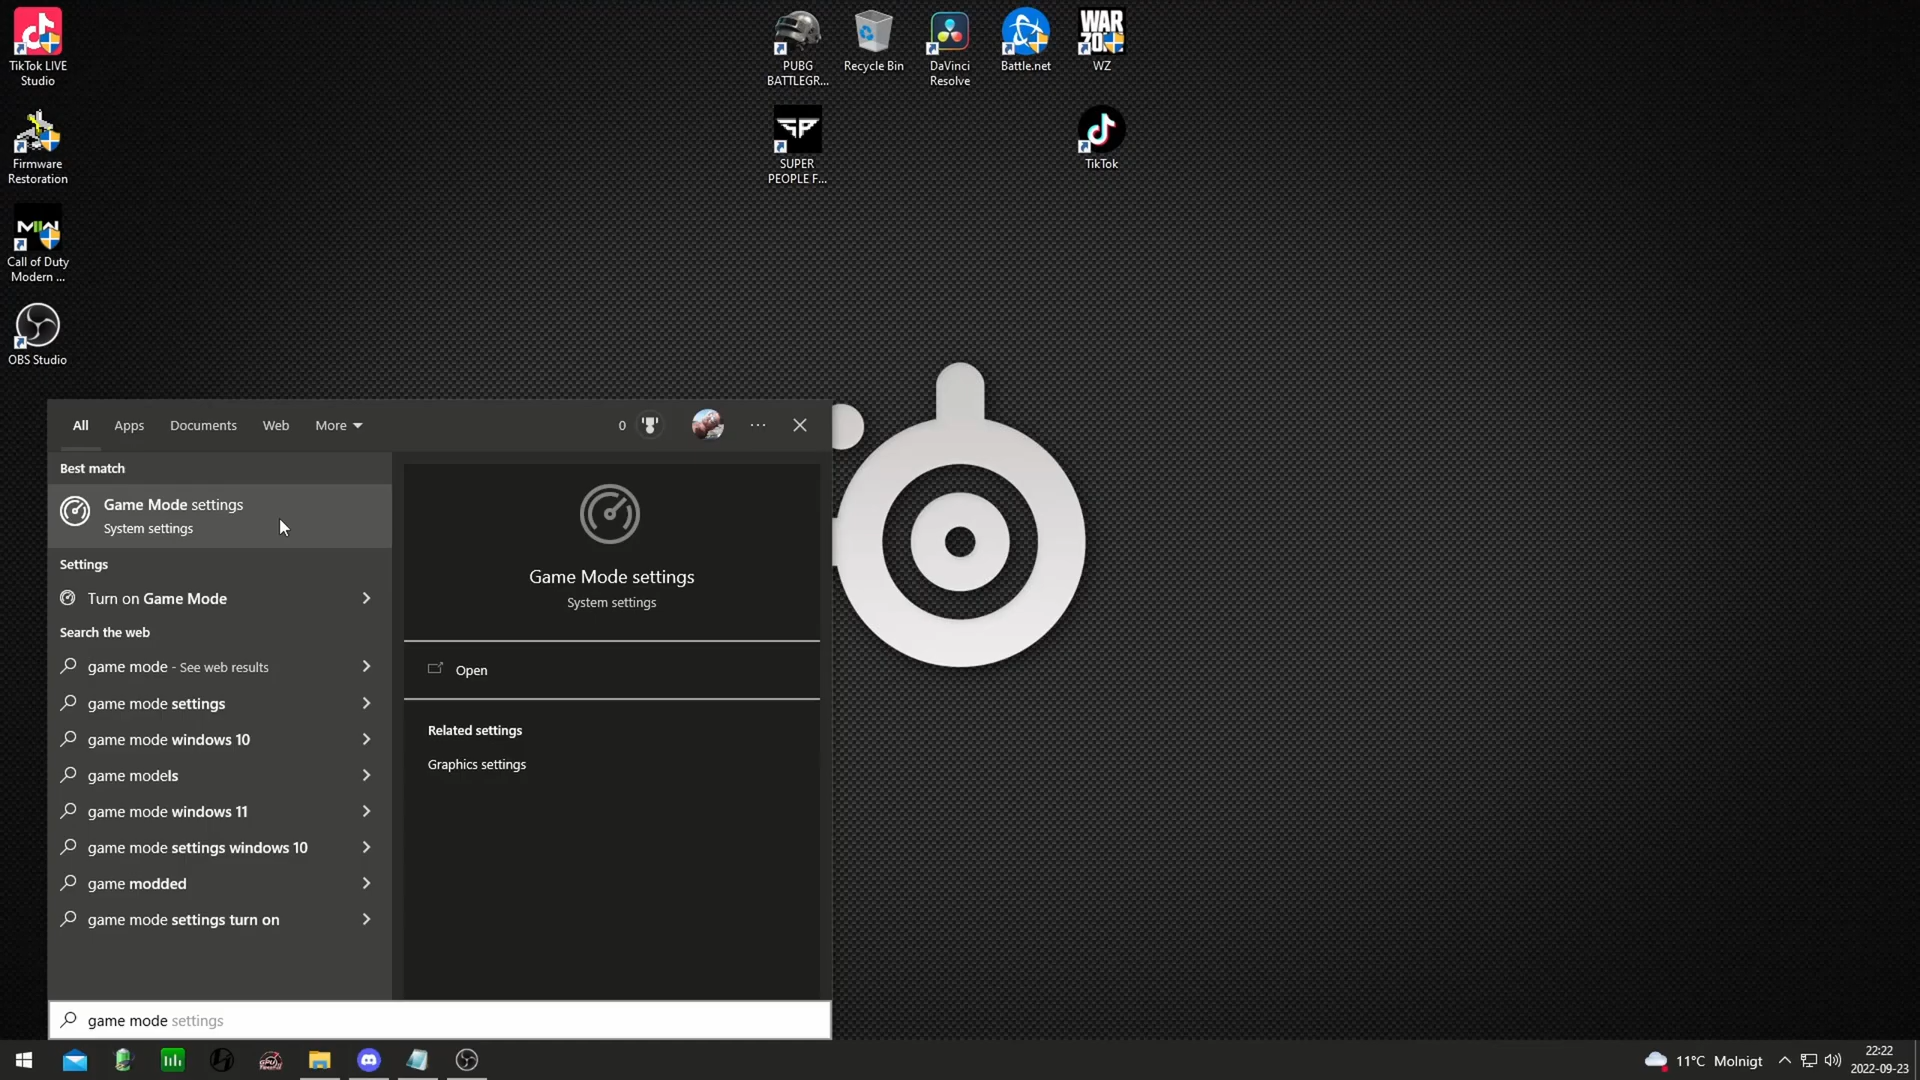 TikTok LIVE
Studio
Firmware
Restoration
MW
Call of Duty
Modern ...
OBS Studio
PUBG
BATTLEGR...
Recycle Bin
DaVinci
Resolve
Battle.net
WAR
ZONE
WZ
SP
SUPER
PEOPLE F...
TikTok
All
Apps
Documents
Web
More
0
Best match
Game Mode settings
System settings
Settings
Turn on Game Mode
Search the web
game mode - See web results
game mode settings
game mode windows 10
game models
game mode windows 11
game mode settings windows 10
game modded
game mode settings turn on
Game Mode settings
System settings
Open
Related settings
Graphics settings
game mode settings
11°C Molnigt
22:22
2022-09-23